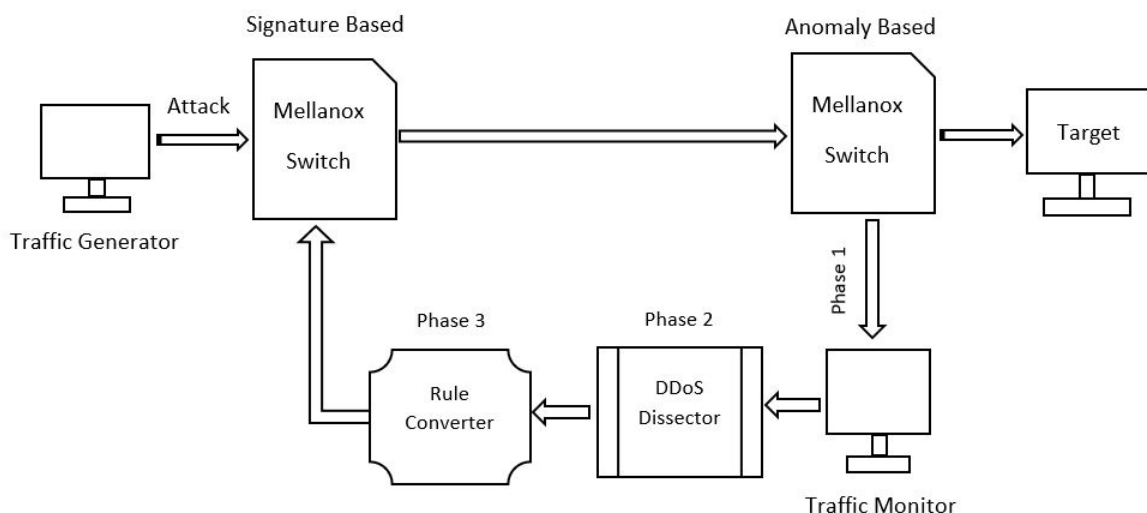 Signature Based
Anomaly Based
Attack
Mellanox
Switch
Mellanox
Switch
Target
Traffic Generator
Phase 1
Phase 3
Phase 2
Rule
Converter
DDoS
Dissector
Traffic Monitor